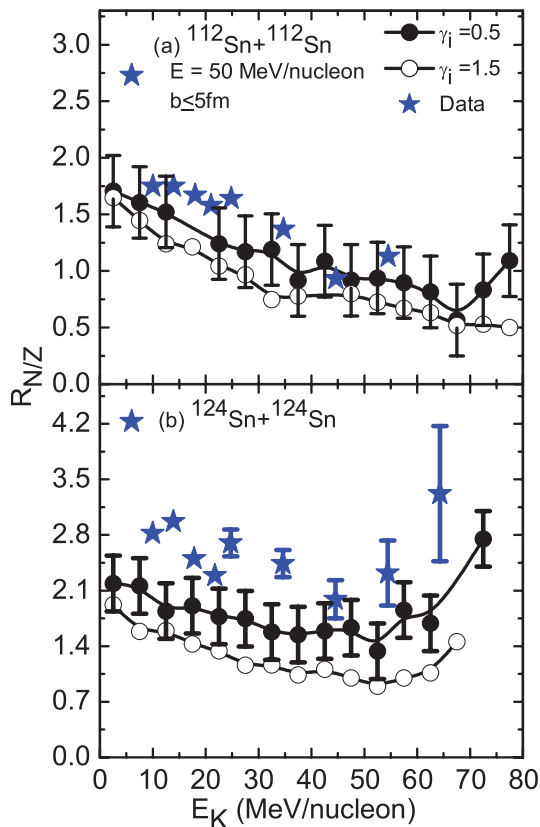 3.3
3.0
2.5
2.0
1.5
1.0
0.5
0.0
(a) ¹¹²Sn+¹¹²Sn
E = 50 MeV/nucleon
b≤5fm
γᵢ =0.5
γᵢ =1.5
Data
R_N/Z
4.2
3.5
2.8
2.1
1.4
0.7
0.0
(b) ¹²⁴Sn+¹²⁴Sn
0 10 20 30 40 50 60 70 80
E_K (MeV/nucleon)